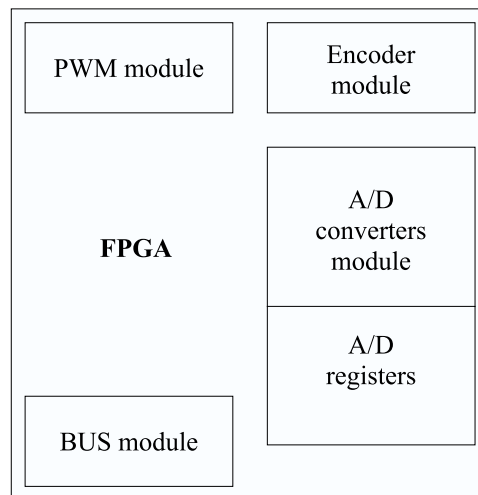 PWM module
Encoder
module
FPGA
A/D
converters
module
A/D
registers
BUS module